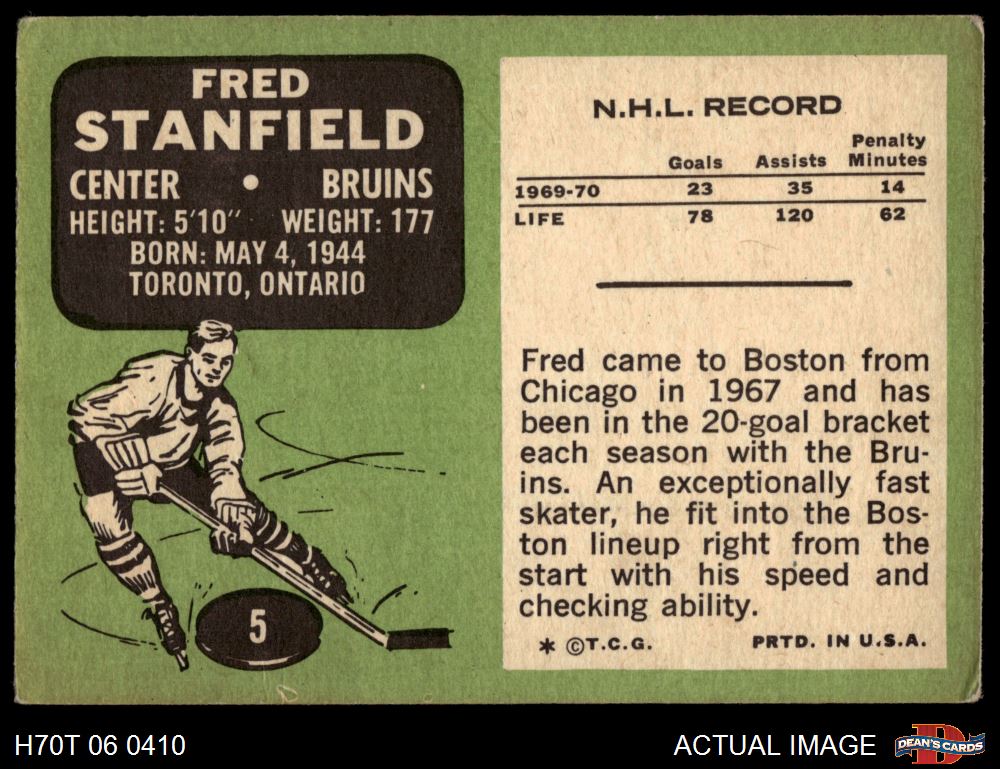 FRED
STANFIELD
CENTER • BRUINS
HEIGHT: 5'10" WEIGHT: 177
BORN: MAY 4, 1944
TORONTO, ONTARIO
5
N.H.L. RECORD
Goals Assists Penalty Minutes
1969-70 23 35 14
LIFE 78 120 62
Fred came to Boston from
Chicago in 1967 and has
been in the 20-goal bracket
each season with the Bru-
ins. An exceptionally fast
skater, he fit into the Bos-
ton lineup right from the
start with his speed and
checking ability.
* ©T.C.G. PRTD. IN U.S.A.
H70T 06 0410 ACTUAL IMAGE
D
DEAN'S CARDS